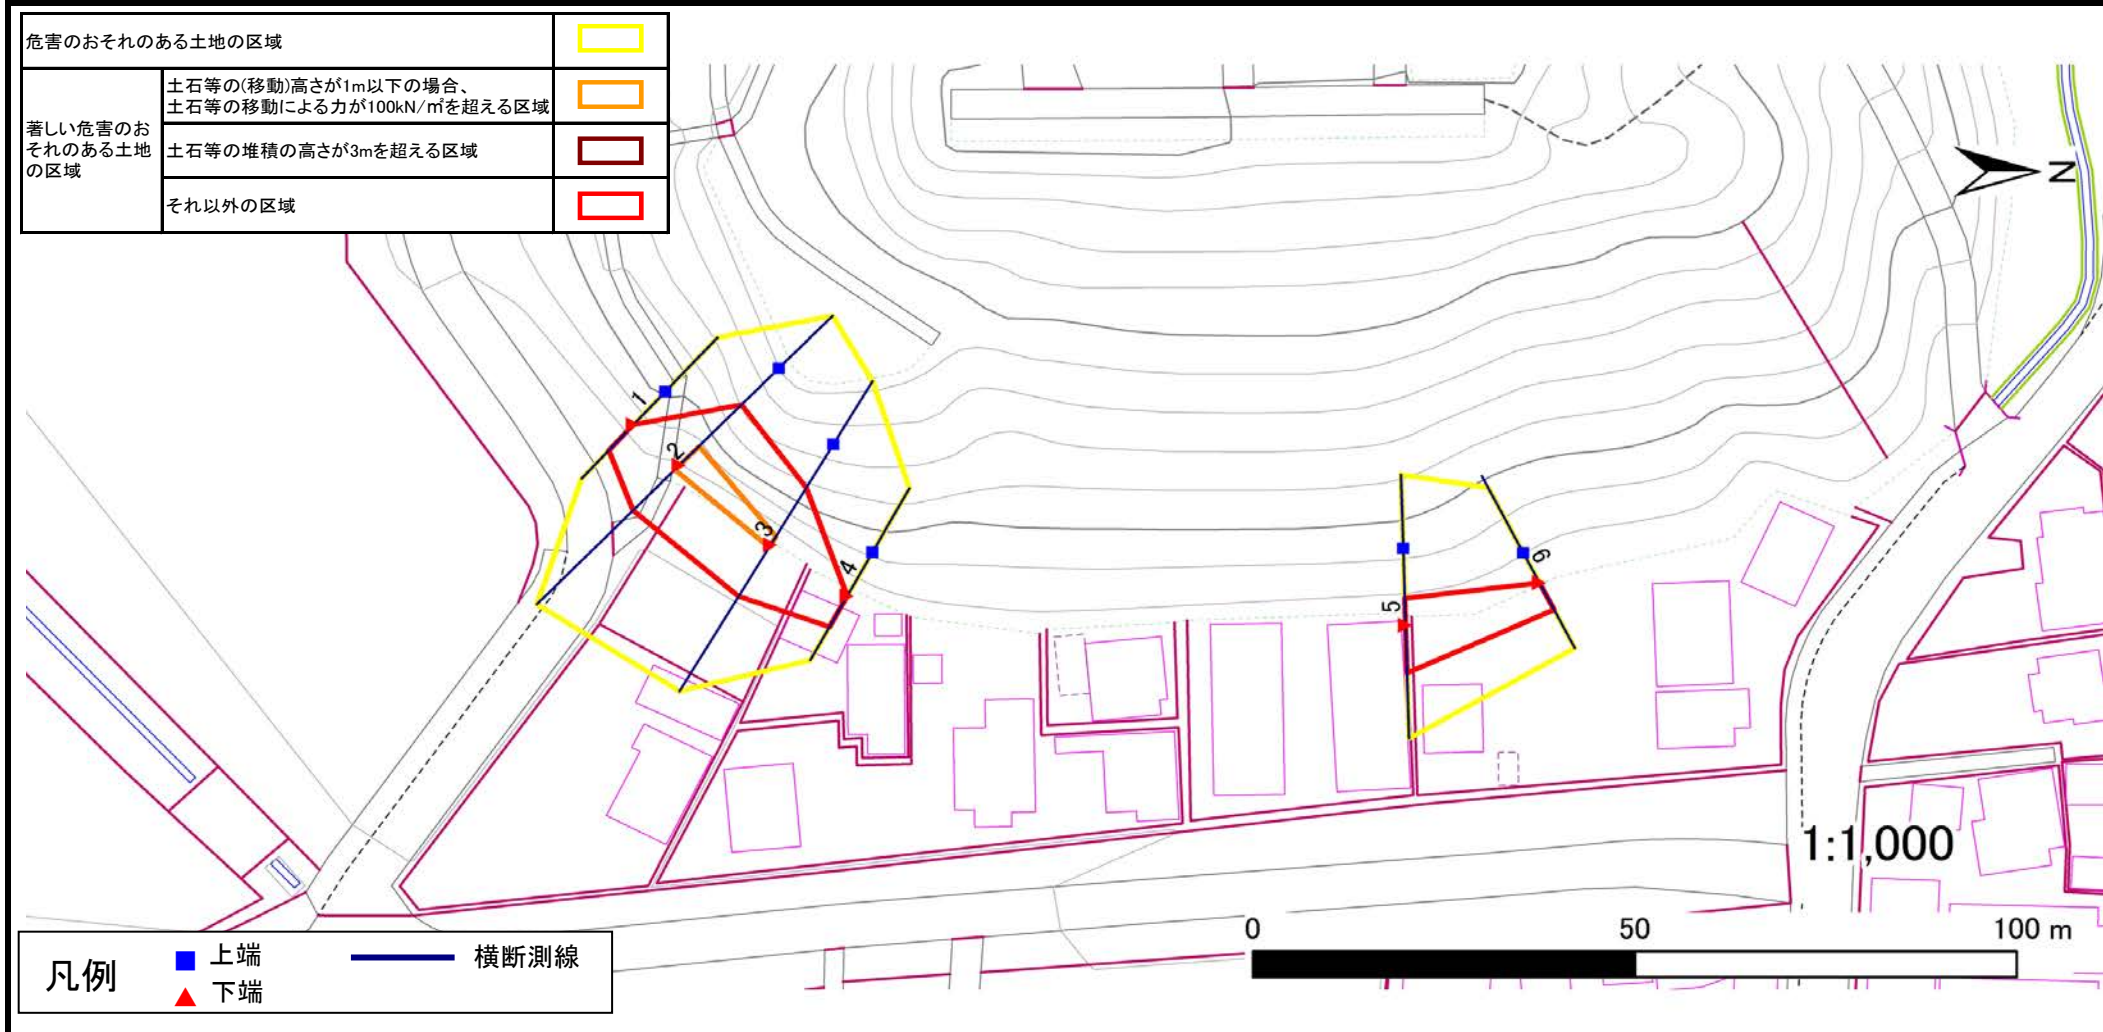 危害のおそれのある土地の区域
著しい危害のお
それのある土地
の区域
土石等の(移動)高さが1m以下の場合、
土石等の移動による力が100kN/㎡を超える区域
土石等の堆積の高さが3mを超える区域
それ以外の区域
N
1
2
3
4
5
6
1:1,000
0 50 100 m
凡例
上端
下端
横断測線